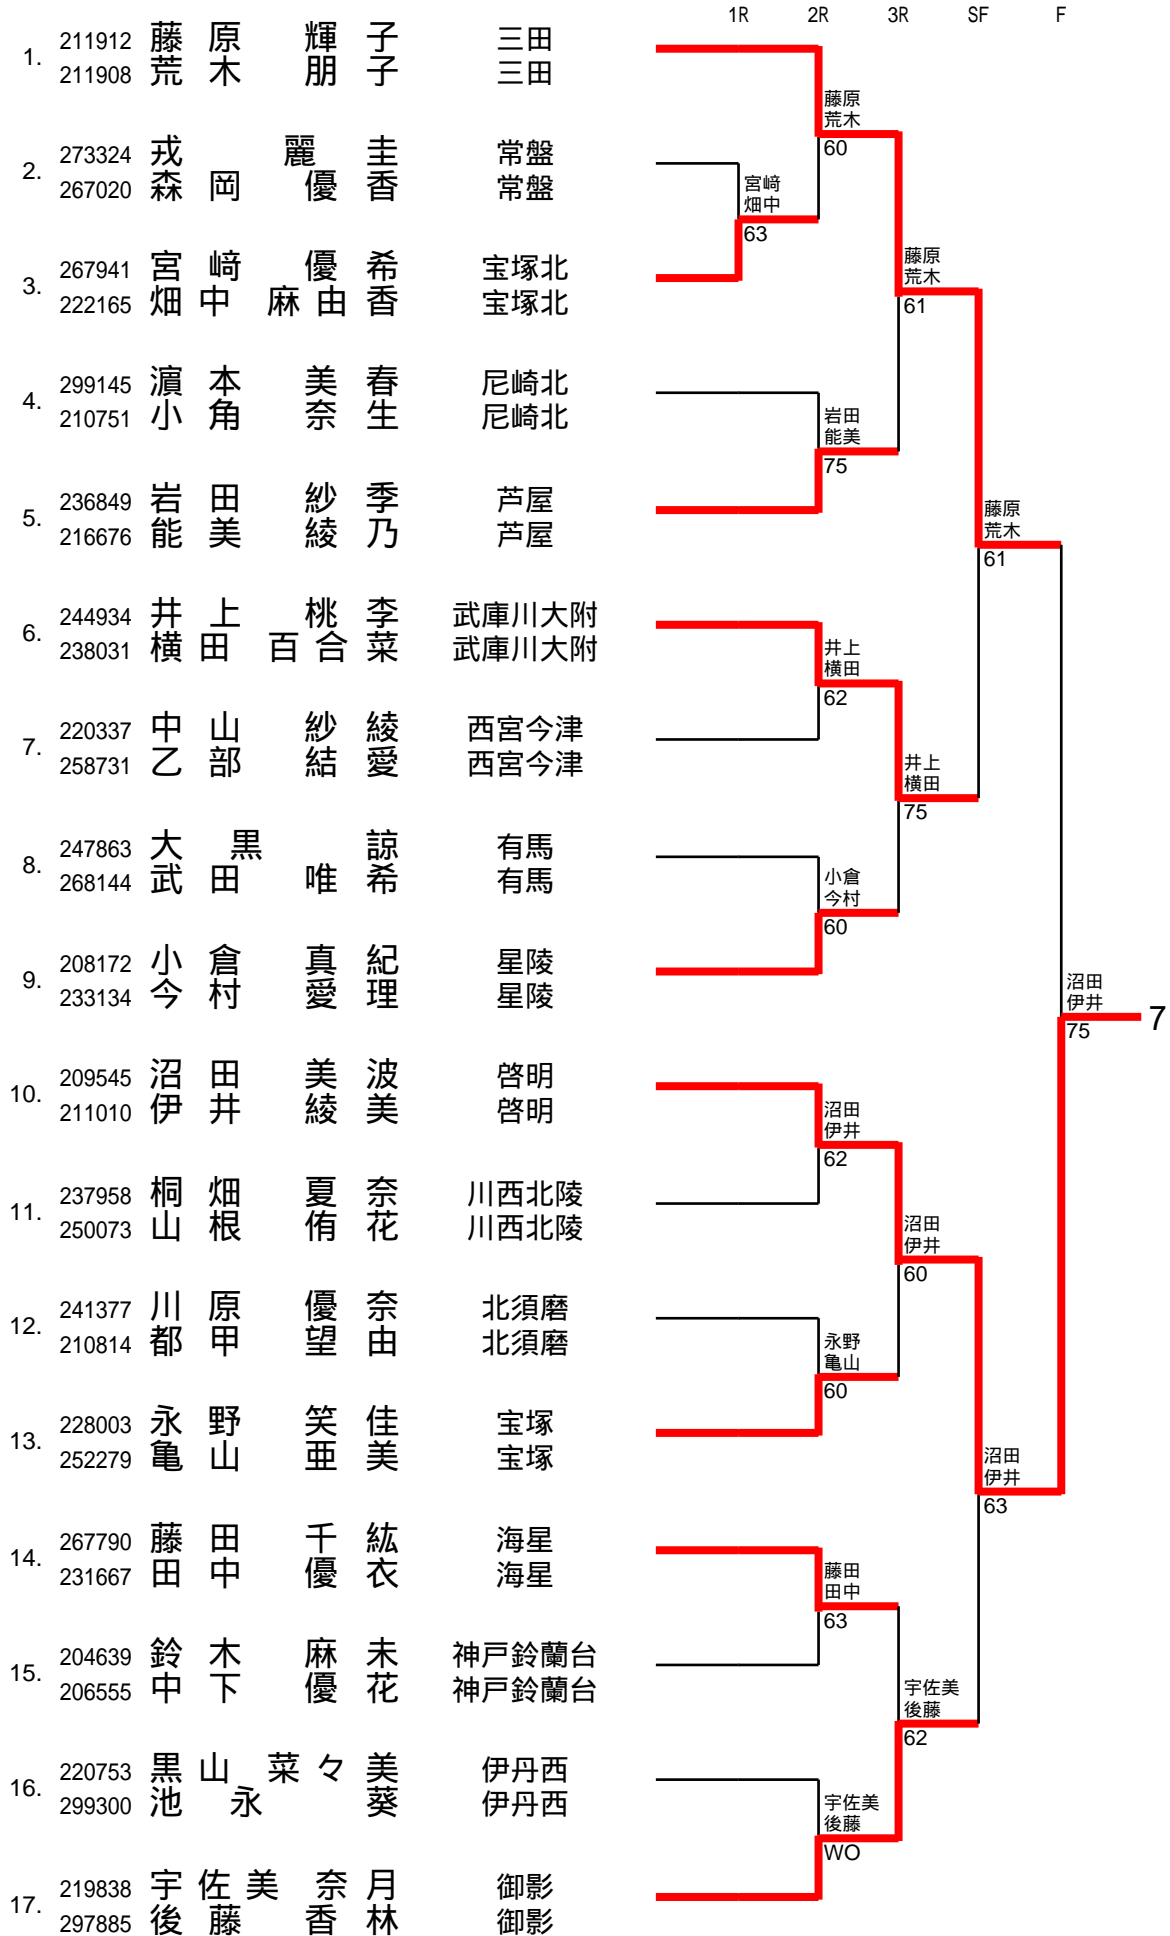 1R 2R 3R SF F
1. 211912 藤原 輝子 三田
211908 荒木 朋子 三田
藤原
荒木
60
2. 273324 戎 麗圭 常盤
267020 森岡 優香 常盤
宮﨑
畑中
63
3. 267941 宮﨑 優希 宝塚北
222165 畑中 麻由香 宝塚北
藤原
荒木
61
4. 299145 濵本 美春 尼崎北
210751 小角 奈生 尼崎北
岩田
能美
75
5. 236849 岩田 紗季 芦屋
216676 能美 綾乃 芦屋
藤原
荒木
61
6. 244934 井上 桃李 武庫川大附
238031 横田 百合菜 武庫川大附
井上
横田
62
7. 220337 中山 紗綾 西宮今津
258731 乙部 結愛 西宮今津
井上
横田
75
8. 247863 大黒 諒 有馬
268144 武田 唯希 有馬
小倉
今村
60
9. 208172 小倉 真紀 星陵
233134 今村 愛理 星陵
沼田
伊井
75
7
10. 209545 沼田 美波 啓明
211010 伊井 綾美 啓明
沼田
伊井
62
11. 237958 桐畑 夏奈 川西北陵
250073 山根 侑花 川西北陵
沼田
伊井
60
12. 241377 川原 優奈 北須磨
210814 都甲 望由 北須磨
永野
亀山
60
13. 228003 永野 笑佳 宝塚
252279 亀山 亜美 宝塚
沼田
伊井
63
14. 267790 藤田 千紘 海星
231667 田中 優衣 海星
藤田
田中
63
15. 204639 鈴木 麻未 神戸鈴蘭台
206555 中下 優花 神戸鈴蘭台
宇佐美
後藤
62
16. 220753 黒山 菜々美 伊丹西
299300 池永 葵 伊丹西
宇佐美
後藤
WO
17. 219838 宇佐美 奈月 御影
297885 後藤 香林 御影